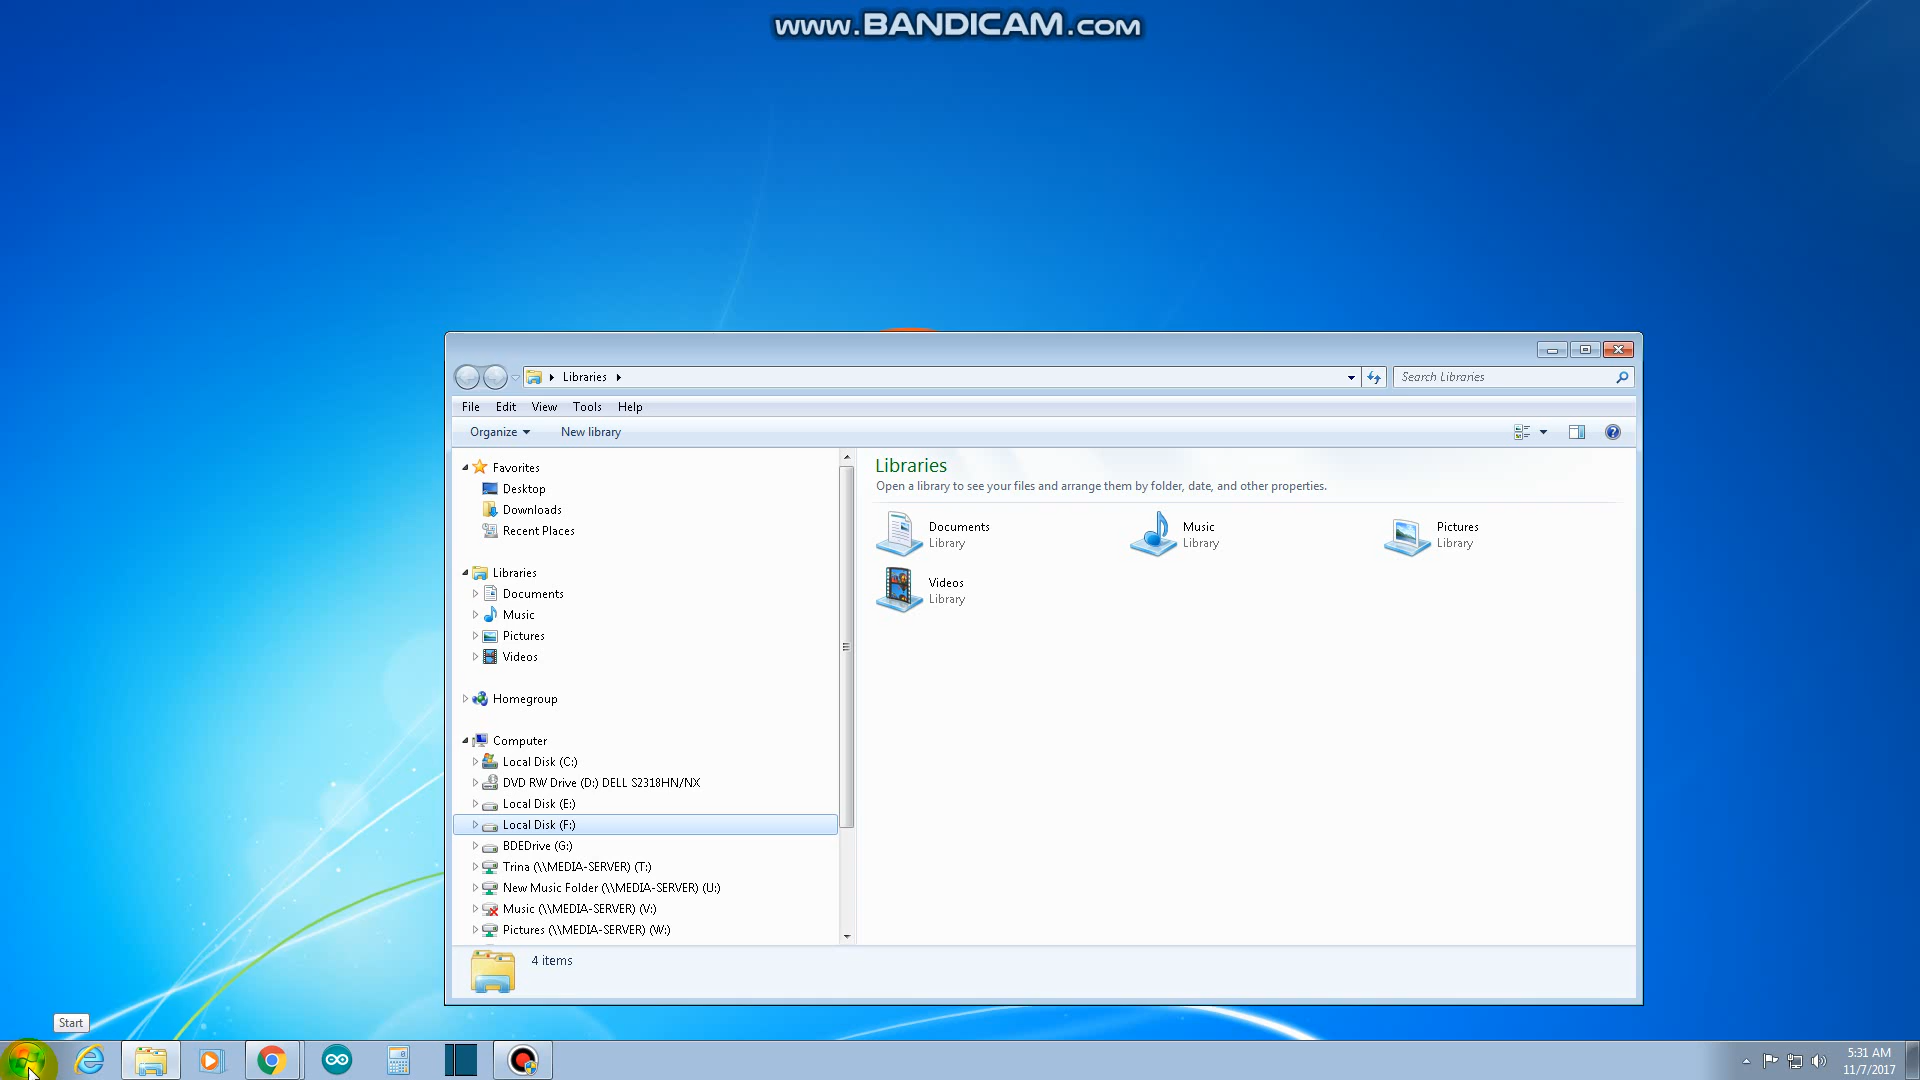 www.BANDICAM.com
Libraries
Search Libraries
File Edit View Tools Help
Organize New library
Favorites
Desktop
Downloads
Recent Places
Libraries
Documents
Music
Pictures
Videos
Homegroup
Computer
Local Disk (C:)
DVD RW Drive (D:) DELL S2318HN/NX
Local Disk (E:)
Local Disk (F:)
BDEDrive (G:)
Trina (\\MEDIA-SERVER) (T:)
New Music Folder (\\MEDIA-SERVER) (U:)
Music (\\MEDIA-SERVER) (V:)
Pictures (\\MEDIA-SERVER) (W:)
Libraries
Open a library to see your files and arrange them by folder, date, and other properties.
Documents
Library
Music
Library
Pictures
Library
Videos
Library
4 items
Start
5:31 AM
11/7/2017